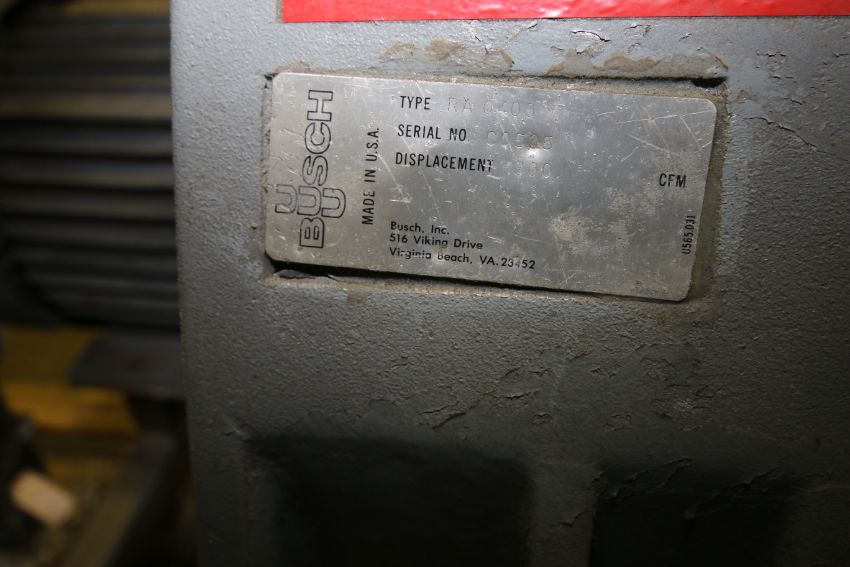 BUSCH
MADE IN U.S.A.
TYPE
SERIAL NO
DISPLACEMENT
CFM
Busch, Inc.
516 Viking Drive
Virginia Beach, VA. 23452
U565.031